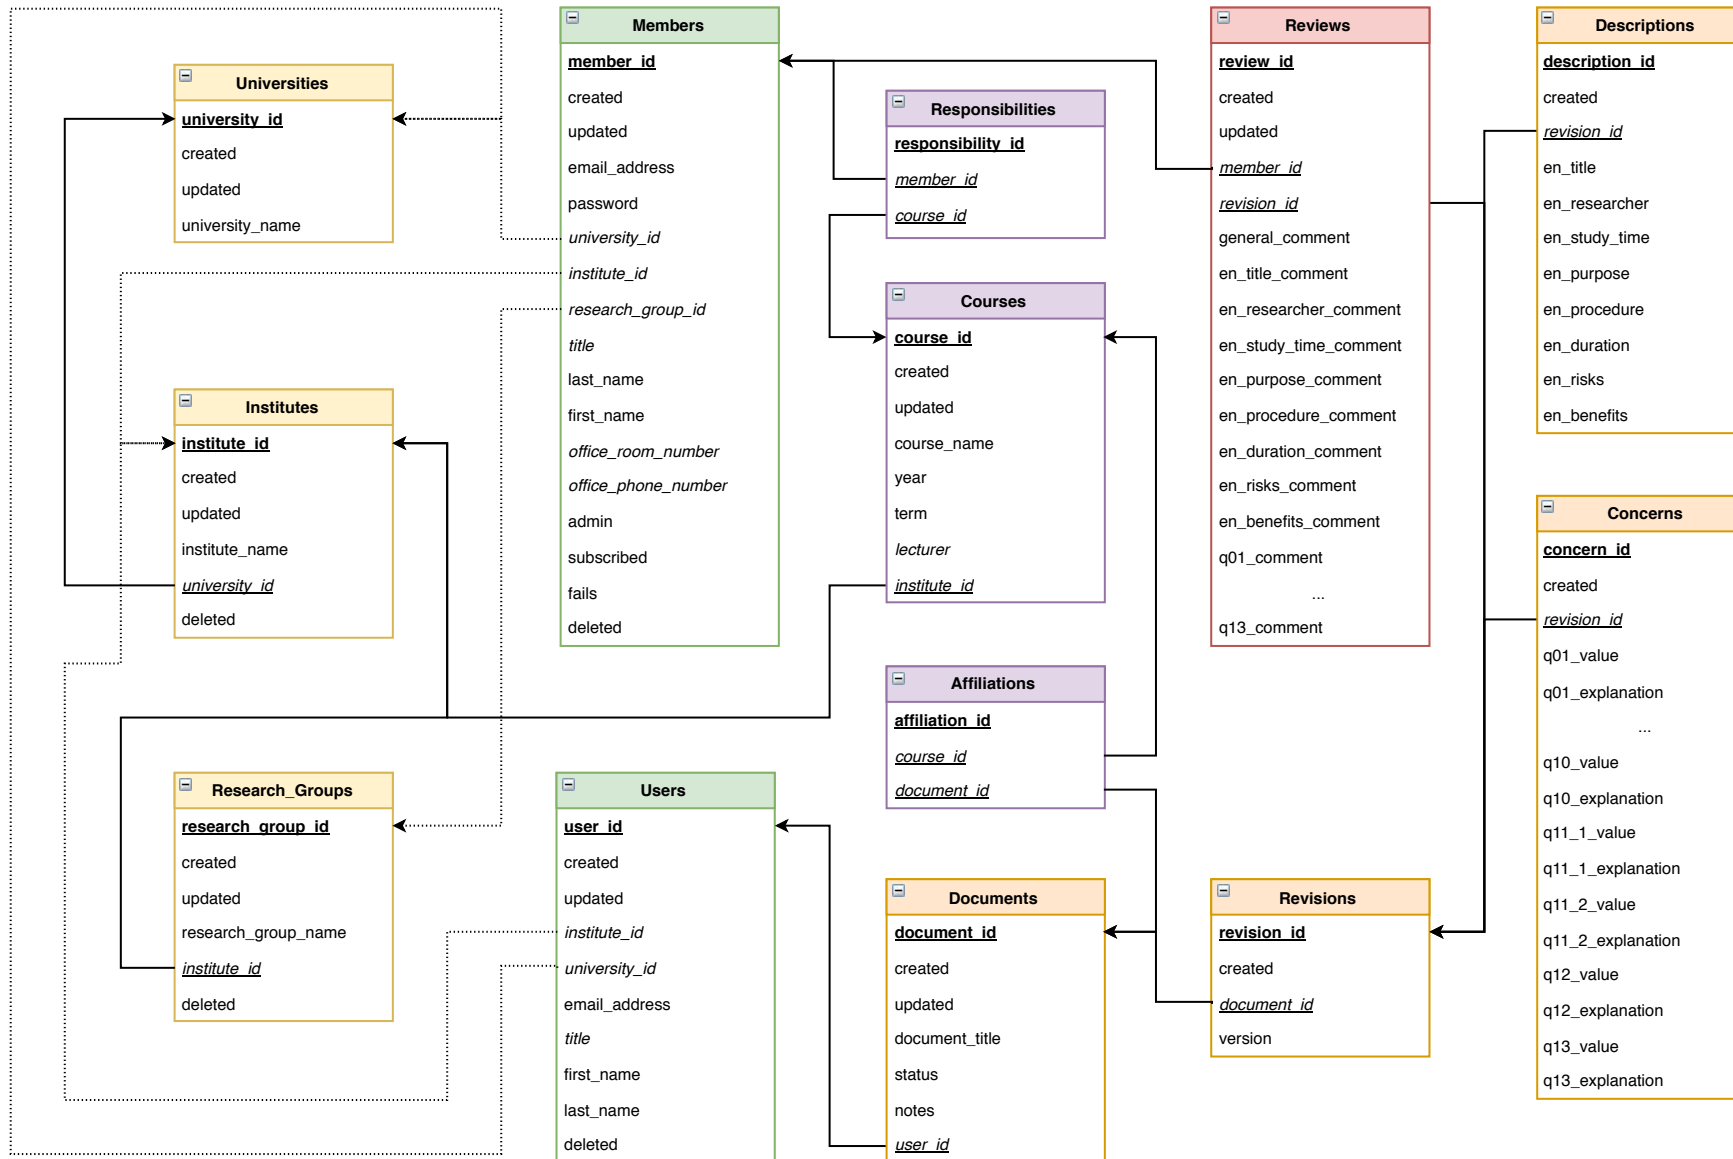 Universities
university_id
created
updated
university_name
Institutes
institute_id
created
updated
institute_name
university_id
deleted
Research_Groups
research_group_id
created
updated
research_group_name
institute_id
deleted
Members
member_id
created
updated
email_address
password
university_id
institute_id
research_group_id
title
last_name
first_name
office_room_number
office_phone_number
admin
subscribed
fails
deleted
Users
user_id
created
updated
institute_id
university_id
email_address
title
first_name
last_name
deleted
Responsibilities
responsibility_id
member_id
course_id
Courses
course_id
created
updated
course_name
year
term
lecturer
institute_id
Affiliations
affiliation_id
course_id
document_id
Documents
document_id
created
updated
document_title
status
notes
user_id
Reviews
review_id
created
updated
member_id
revision_id
general_comment
en_title_comment
en_researcher_comment
en_study_time_comment
en_purpose_comment
en_procedure_comment
en_duration_comment
en_risks_comment
en_benefits_comment
q01_comment
...
q13_comment
Revisions
revision_id
created
document_id
version
Descriptions
description_id
created
revision_id
en_title
en_researcher
en_study_time
en_purpose
en_procedure
en_duration
en_risks
en_benefits
Concerns
concern_id
created
revision_id
q01_value
q01_explanation
...
q10_value
q10_explanation
q11_1_value
q11_1_explanation
q11_2_value
q11_2_explanation
q12_value
q12_explanation
q13_value
q13_explanation